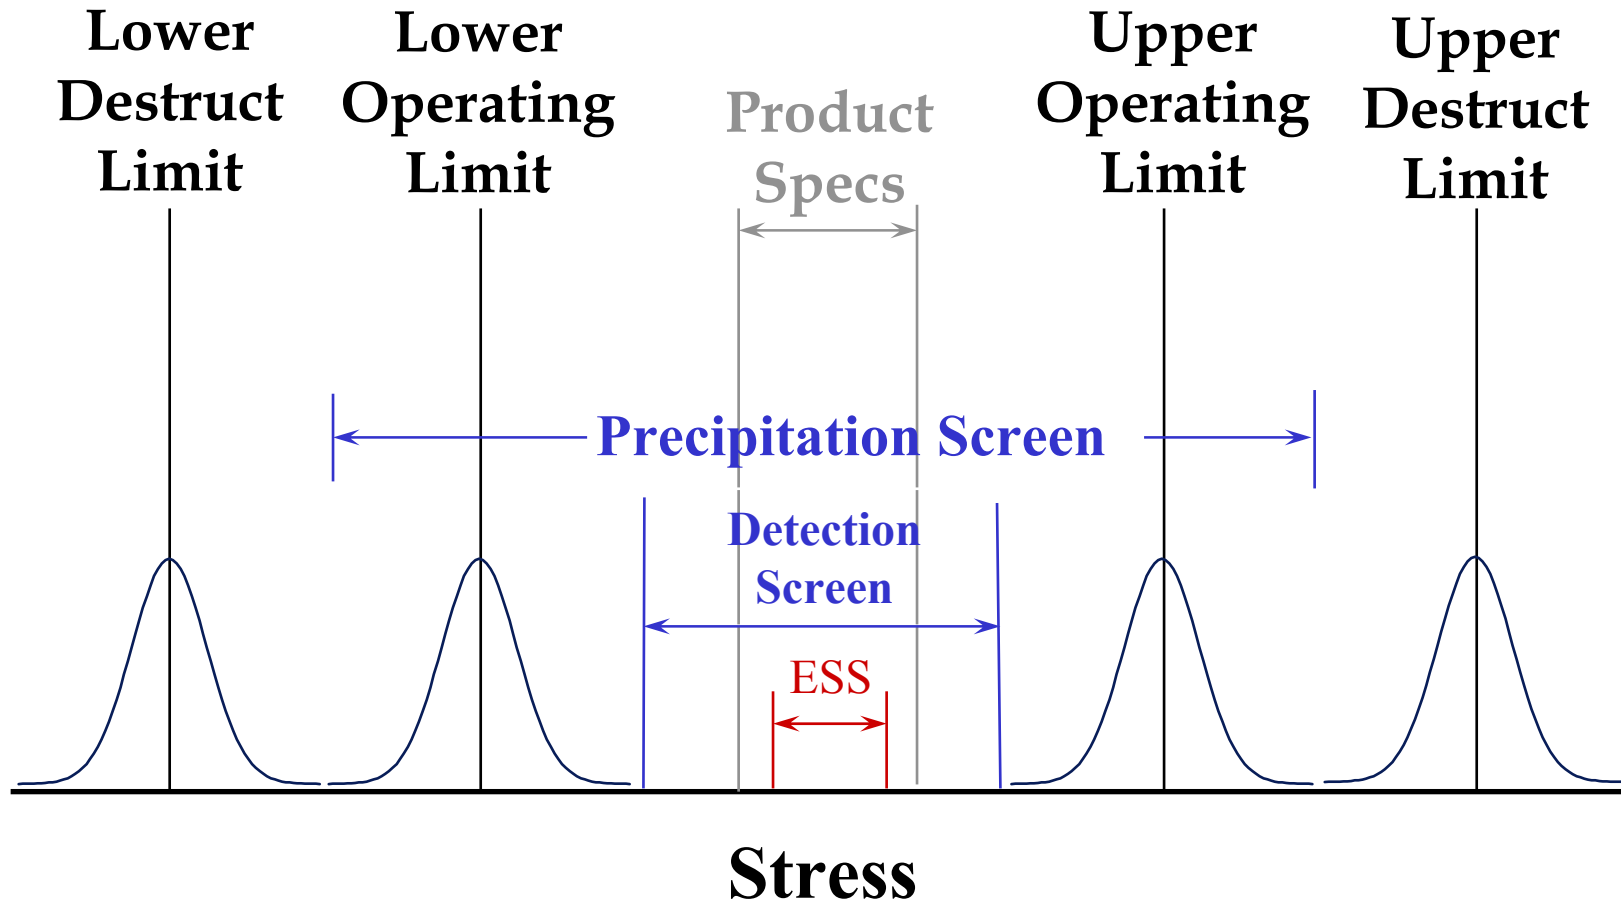 Lower
Destruct
Limit
Lower
Operating
Limit
Product
Specs
Upper
Operating
Limit
Upper
Destruct
Limit
Precipitation Screen
Detection
Screen
ESS
Stress